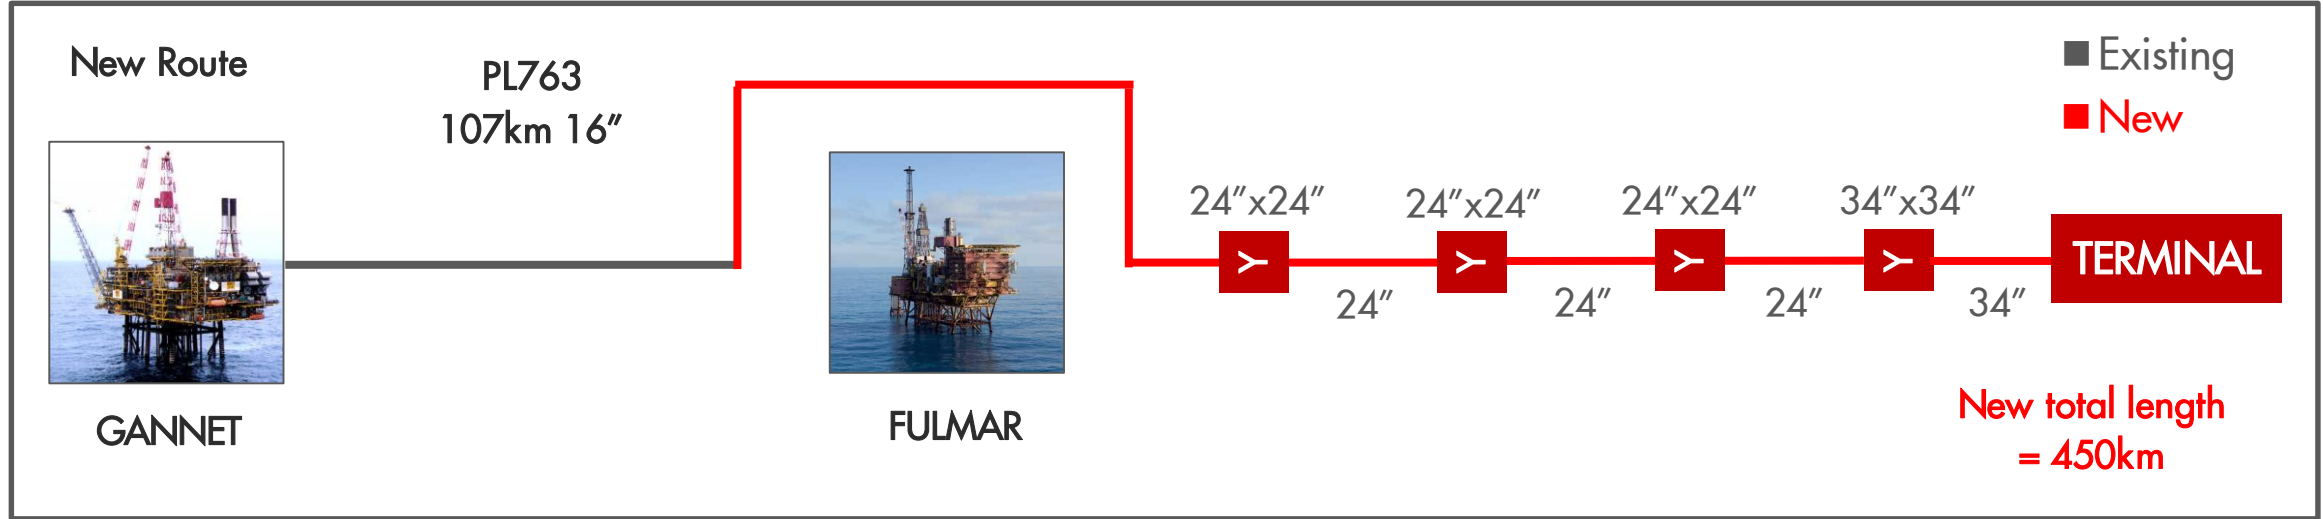 New Route
PL763
107km 16”
Existing
New
GANNET
FULMAR
24”x24”
24”x24”
24”x24”
34”x34”
Y
Y
Y
Y
TERMINAL
24”
24”
24”
34”
New total length
= 450km